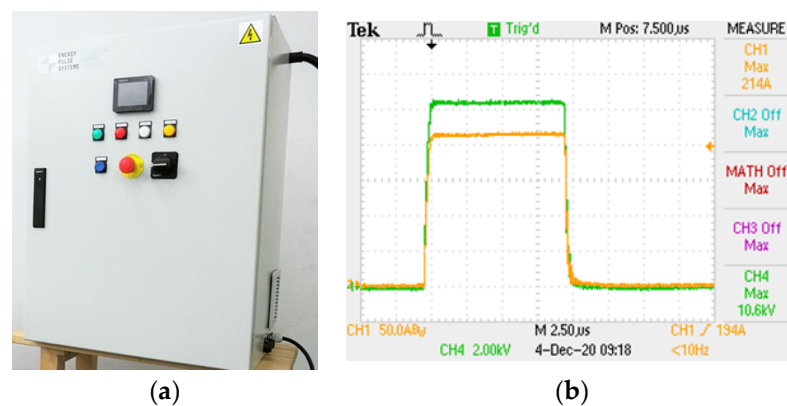 ENERGY
PULSE
SYSTEMS
Tek
T Trig'd
M Pos: 7.500µs
MEASURE
CH1
Max
214A
CH2 Off
Max
MATH Off
Max
CH3 Off
Max
CH4
Max
10.6kV
CH1 50.0ABW
M 2.50µs
CH1 / 194A
CH4 2.00kV
4-Dec-20 09:18
<10Hz
(a)
(b)